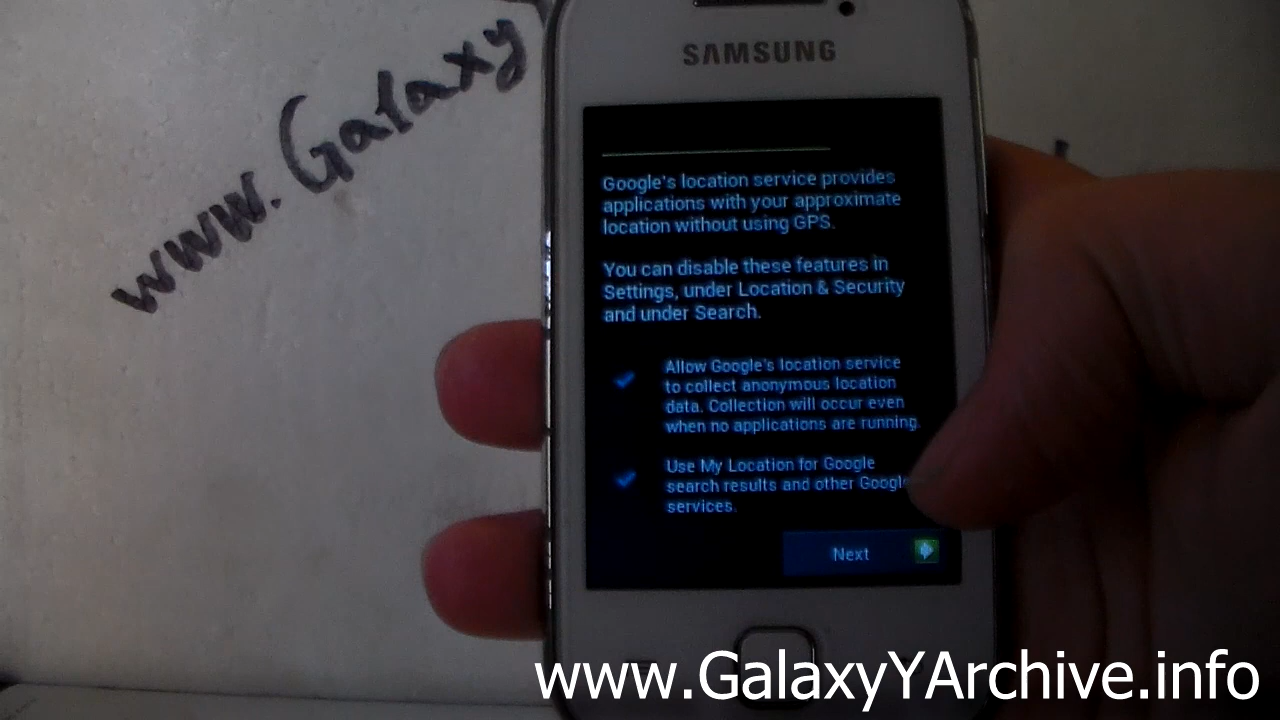 www.Galaxy
SAMSUNG
Google's location service provides
applications with your approximate
location without using GPS.
You can disable these features in
Settings, under Location & Security
and under Search.
Allow Google's location service
to collect anonymous location
data. Collection will occur even
when no applications are running.
Use My Location for Google
search results and other Google
services.
Next
www.GalaxyYArchive.info